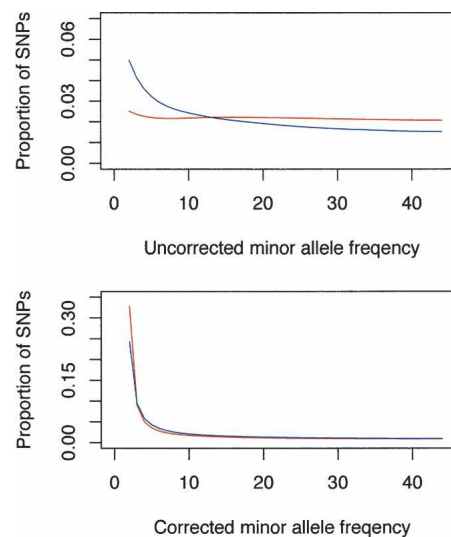 Proportion of SNPs
0.00 0.03 0.06
0 10 20 30 40
Uncorrected minor allele freqency
Proportion of SNPs
0.00 0.15 0.30
0 10 20 30 40
Corrected minor allele freqency